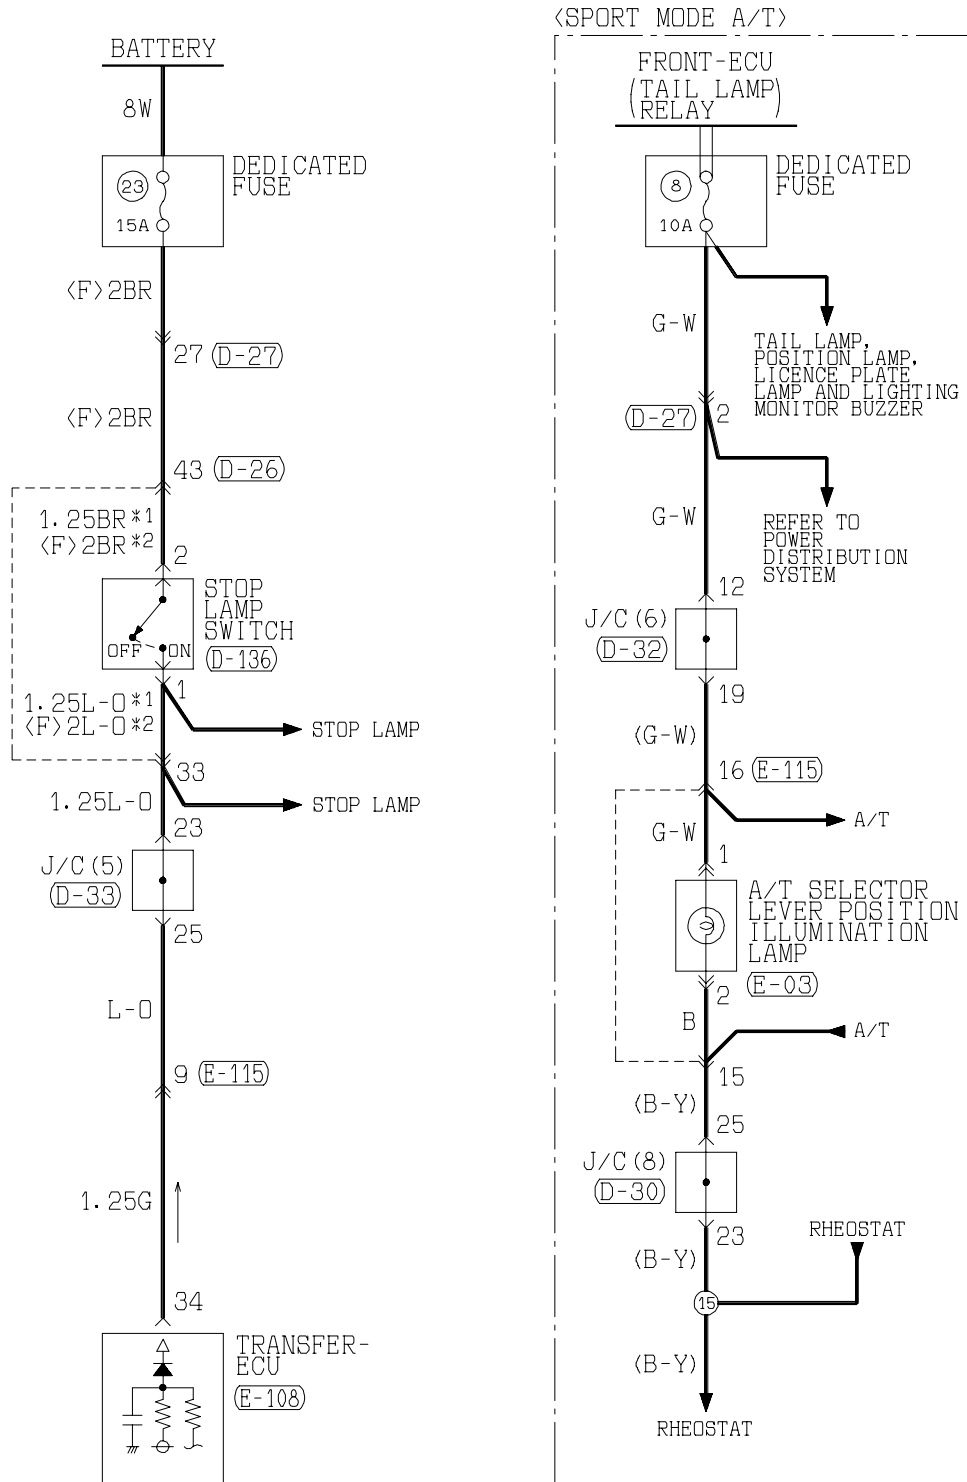 <SPORT MODE A/T>
BATTERY
8W
DEDICATED
FUSE
23
15A
<F>2BR
27 (D-27)
<F>2BR
43 (D-26)
1.25BR*1
<F>2BR*2
2
STOP
LAMP
SWITCH
(D-136)
OFF
ON
1
1.25L-O*1
<F>2L-O*2
STOP LAMP
33
1.25L-O
STOP LAMP
23
J/C(5)
(D-33)
25
L-O
9 (E-115)
1.25G
34
TRANSFER-
ECU
(E-108)
FRONT-ECU
(TAIL LAMP
RELAY)
DEDICATED
FUSE
8
10A
G-W
TAIL LAMP,
POSITION LAMP,
LICENCE PLATE
LAMP AND LIGHTING
MONITOR BUZZER
(D-27) 2
G-W
REFER TO
POWER
DISTRIBUTION
SYSTEM
12
J/C(6)
(D-32)
19
(G-W)
16 (E-115)
A/T
G-W
1
A/T SELECTOR
LEVER POSITION
ILLUMINATION
LAMP
(E-03)
2
B
A/T
15
(B-Y)
25
J/C(8)
(D-30)
23
RHEOSTAT
(B-Y)
15
(B-Y)
RHEOSTAT